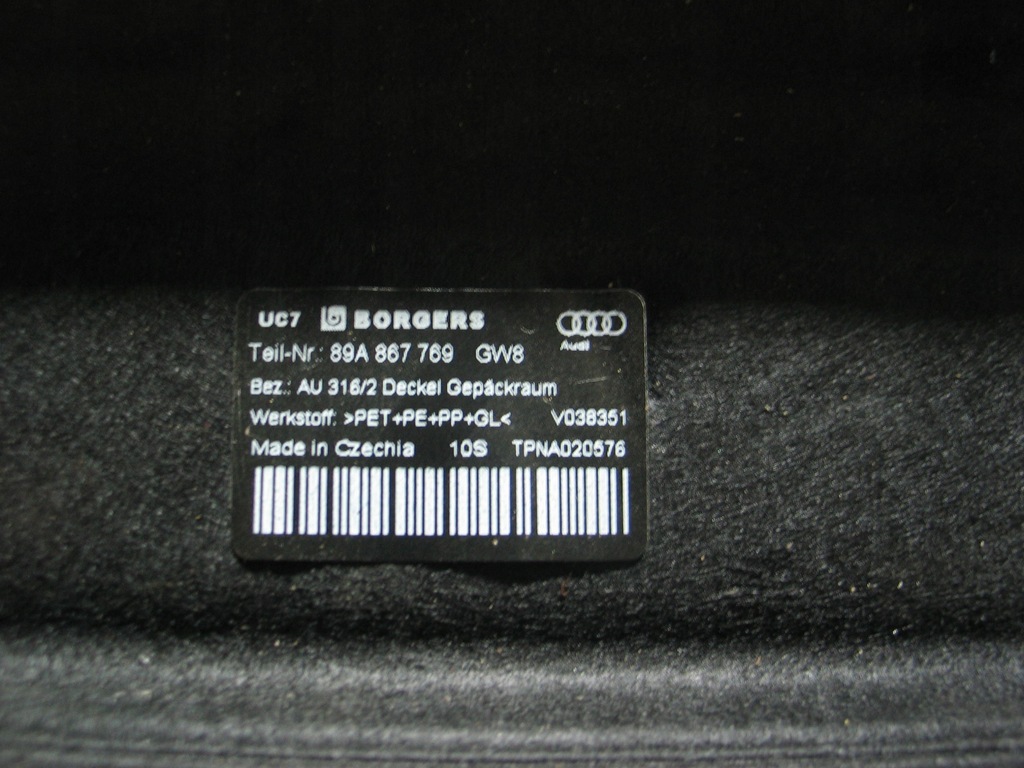 UC7 BORGERS
Audi
Teil-Nr.: 89A 867 769 GW8
Bez.: AU 316/2 Deckel Gepäckraum
Werkstoff: >PET+PE+PP+GL< V038351
Made in Czechia 10S TPNA020576